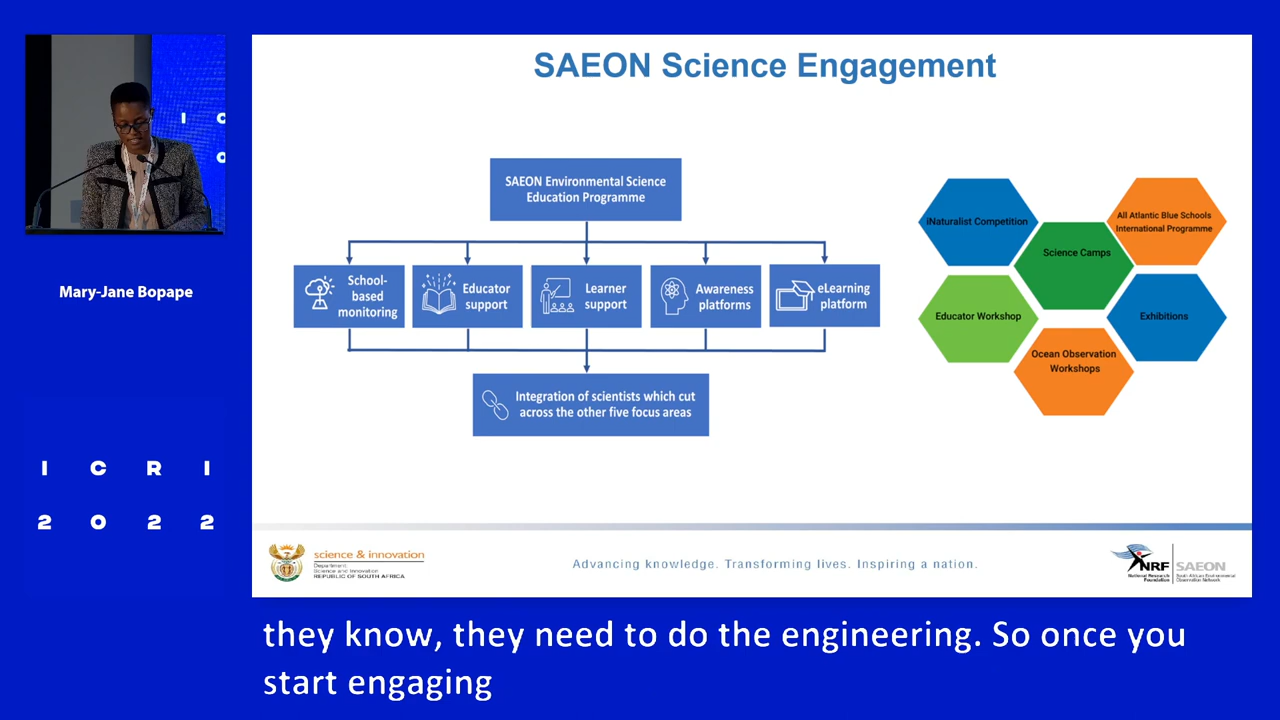 SAEON Science Engagement
I C
O
Mary-Jane Bopape
I C R I
2 0 2 2
SAEON Environmental Science
Education Programme
School-
based
monitoring
Educator
support
Learner
support
Awareness
platforms
eLearning
platform
Integration of scientists which cut
across the other five focus areas
iNaturalist Competition
All Atlantic Blue Schools
International Programme
Science Camps
Educator Workshop
Exhibitions
Ocean Observation
Workshops
science & innovation
Department:
Science and Innovation
REPUBLIC OF SOUTH AFRICA
Advancing knowledge. Transforming lives. Inspiring a nation.
NRF
National Research
Foundation
SAEON
South African Environmental
Observation Network
they know, they need to do the engineering. So once you
start engaging